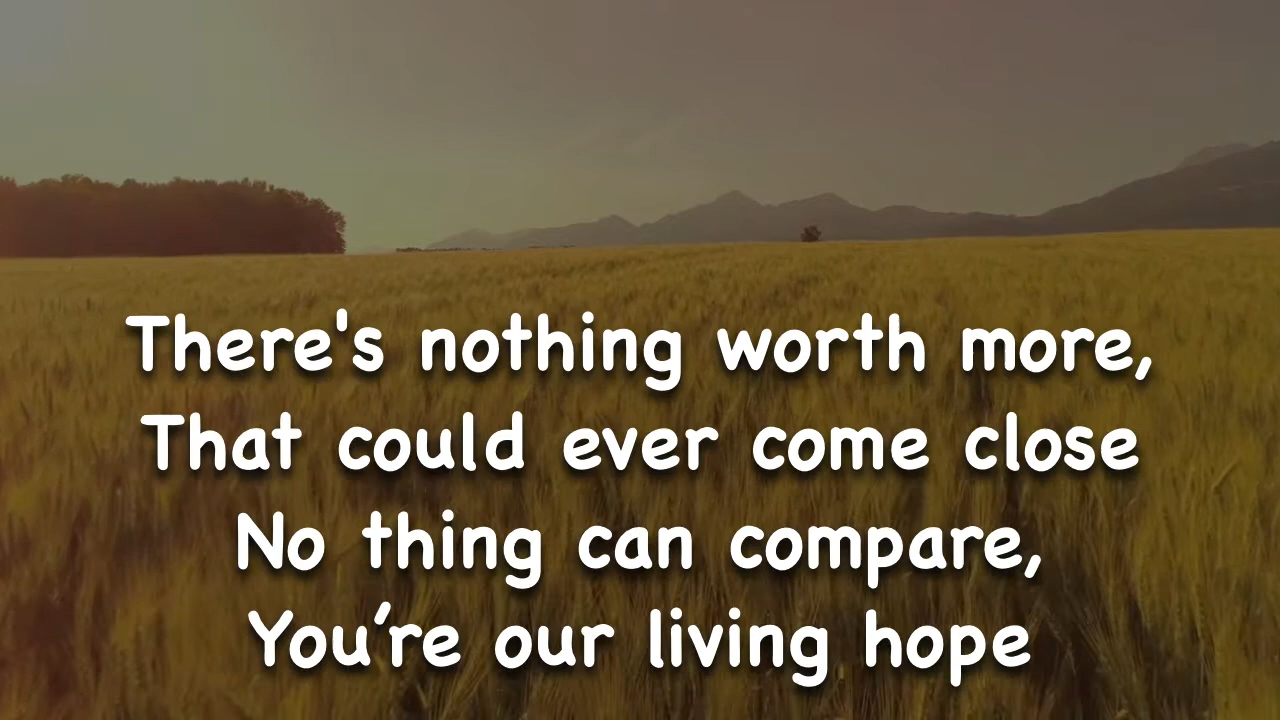 There's nothing worth more,
That could ever come close
No thing can compare,
You’re our living hope